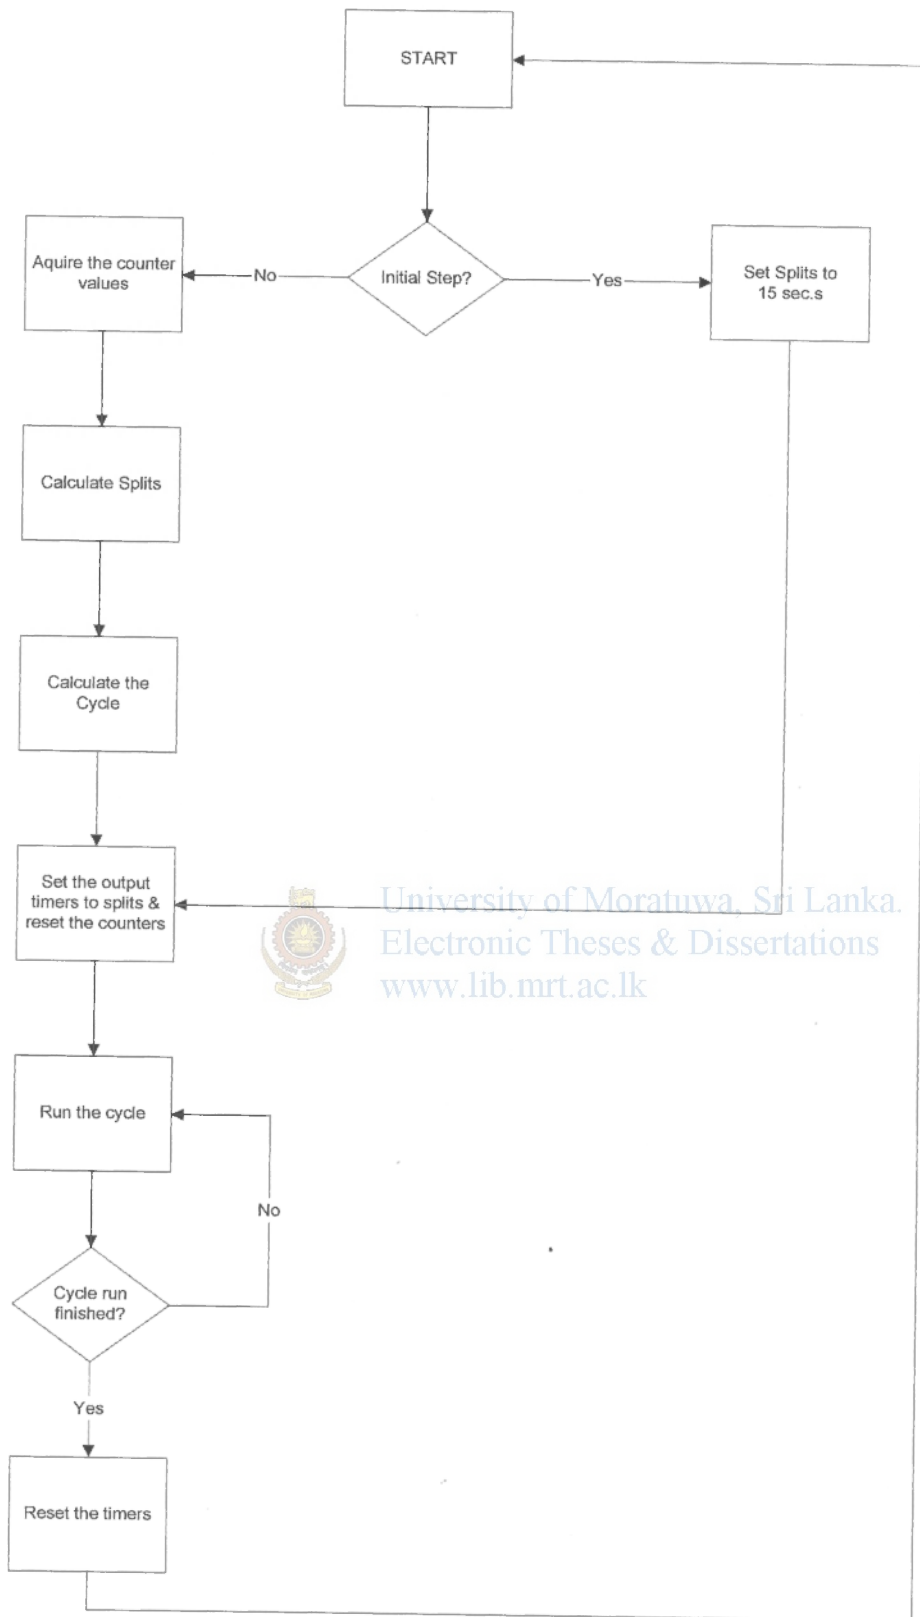 START
Initial Step?
No
Yes
Aquire the counter
values
Set Splits to
15 sec.s
Calculate Splits
Calculate the
Cycle
Set the output
timers to splits &
reset the counters
University of Moratuwa, Sri Lanka.
Electronic Theses & Dissertations
www.lib.mrt.ac.lk
Run the cycle
No
Cycle run
finished?
Yes
Reset the timers